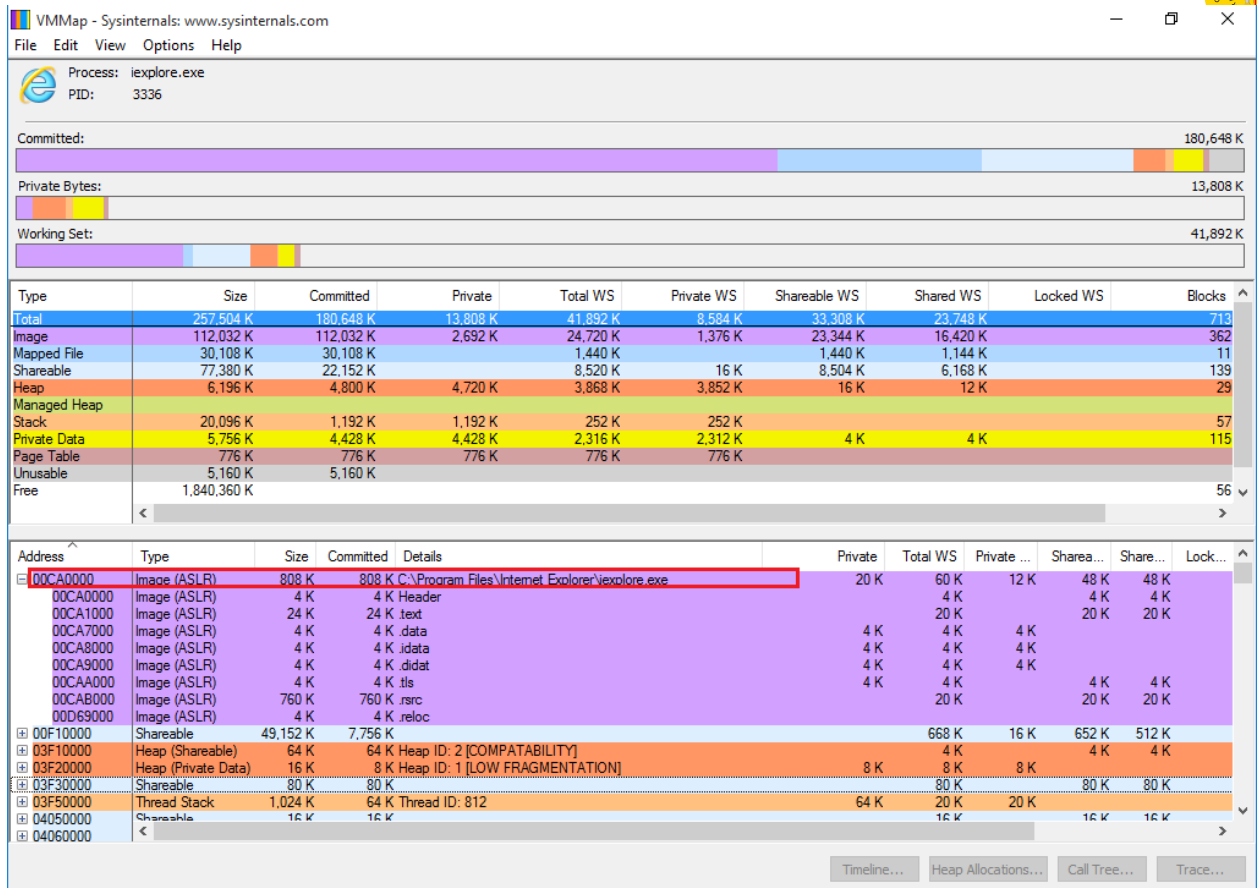 VMMap - Sysinternals: www.sysinternals.com
File Edit View Options Help
Process: iexplore.exe
PID: 3336
Committed: 180,648 K
Private Bytes: 13,808 K
Working Set: 41,892 K
Type Size Committed Private Total WS Private WS Shareable WS Shared WS Locked WS Blocks
Total 257,504 K 180,648 K 13,808 K 41,892 K 8,584 K 33,308 K 23,748 K 713
Image 112,032 K 112,032 K 2,692 K 24,720 K 1,376 K 23,344 K 16,420 K 362
Mapped File 30,108 K 30,108 K 1,440 K 1,440 K 1,144 K 11
Shareable 77,380 K 22,152 K 8,520 K 16 K 8,504 K 6,168 K 139
Heap 6,196 K 4,800 K 4,720 K 3,868 K 3,852 K 16 K 12 K 29
Managed Heap
Stack 20,096 K 1,192 K 1,192 K 252 K 252 K 57
Private Data 5,756 K 4,428 K 4,428 K 2,316 K 2,312 K 4 K 4 K 115
Page Table 776 K 776 K 776 K 776 K 776 K
Unusable 5,160 K 5,160 K
Free 1,840,360 K 56
Address Type Size Committed Details Private Total WS Private ... Sharea... Share... Lock...
00CA0000 Image (ASLR) 808 K 808 K C:\Program Files\Internet Explorer\iexplore.exe 20 K 60 K 12 K 48 K 48 K
00CA0000 Image (ASLR) 4 K 4 K Header 4 K 4 K 4 K
00CA1000 Image (ASLR) 24 K 24 K .text 20 K 20 K 20 K
00CA7000 Image (ASLR) 4 K 4 K .data 4 K 4 K 4 K
00CA8000 Image (ASLR) 4 K 4 K .idata 4 K 4 K 4 K
00CA9000 Image (ASLR) 4 K 4 K .didat 4 K 4 K 4 K
00CAA000 Image (ASLR) 4 K 4 K .tls 4 K 4 K 4 K 4 K
00CAB000 Image (ASLR) 760 K 760 K .rsrc 20 K 20 K 20 K
00D69000 Image (ASLR) 4 K 4 K .reloc
00F10000 Shareable 49,152 K 7,756 K 668 K 16 K 652 K 512 K
03F10000 Heap (Shareable) 64 K 64 K Heap ID: 2 [COMPATABILITY] 4 K 4 K 4 K
03F20000 Heap (Private Data) 16 K 8 K Heap ID: 1 [LOW FRAGMENTATION] 8 K 8 K 8 K
03F30000 Shareable 80 K 80 K 80 K 80 K 80 K
03F50000 Thread Stack 1,024 K 64 K Thread ID: 812 64 K 20 K 20 K
04050000 Shareable 16 K 16 K 16 K 16 K 16 K
04060000
Timeline... Heap Allocations... Call Tree... Trace...